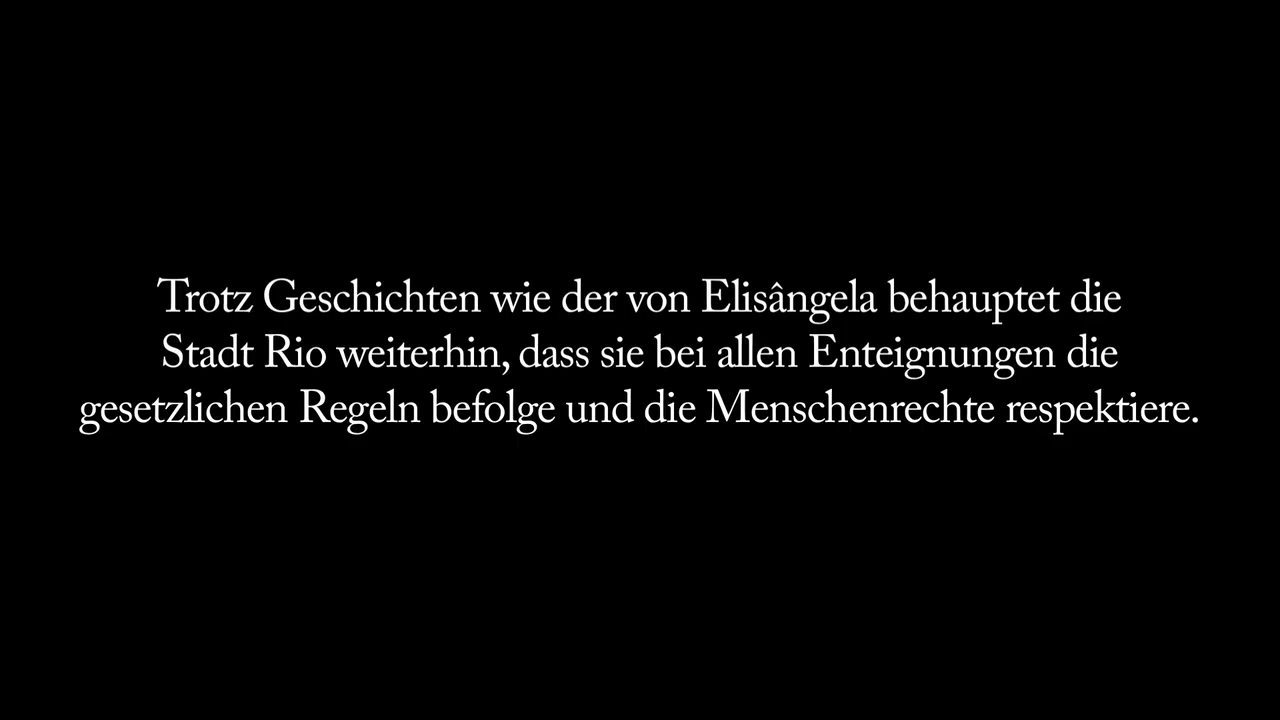 Trotz Geschichten wie der von Elisângela behauptet die
Stadt Rio weiterhin, dass sie bei allen Enteignungen die
gesetzlichen Regeln befolge und die Menschenrechte respektiere.